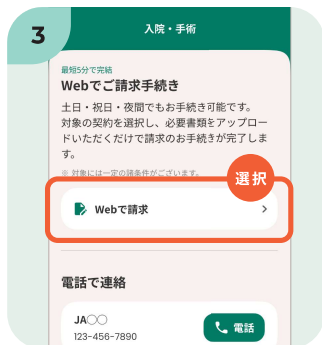 3
入院・手術
最短5分で完結
Webでご請求手続き
土日・祝日・夜間でもお手続き可能です。
対象の契約を選択し、必要書類をアップロー
ドいただくだけで請求のお手続きが完了しま
す。
※ 対象には一定の諸条件がございます。
選択
Webで請求
電話で連絡
JA〇〇
123-456-7890
電話